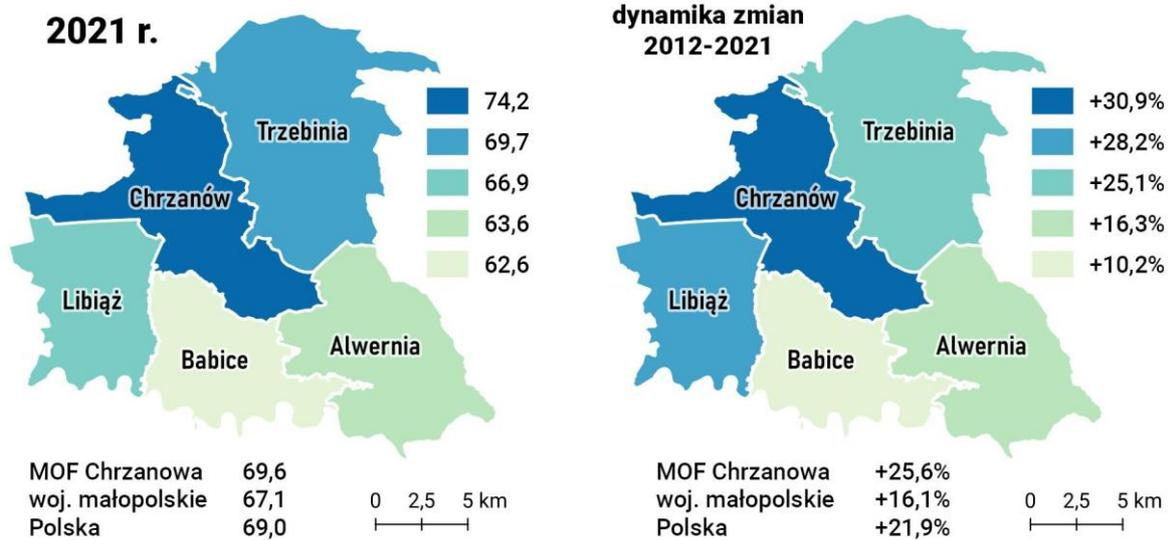 2021 r.
74,2
69,7
66,9
63,6
62,6
Trzebinia
Chrzanów
Libiąż
Babice
Alwernia
MOF Chrzanowa 69,6
woj. małopolskie 67,1
Polska 69,0
0 2,5 5 km
dynamika zmian
2012-2021
+30,9%
+28,2%
+25,1%
+16,3%
+10,2%
Trzebinia
Chrzanów
Libiąż
Babice
Alwernia
MOF Chrzanowa +25,6%
woj. małopolskie +16,1%
Polska +21,9%
0 2,5 5 km